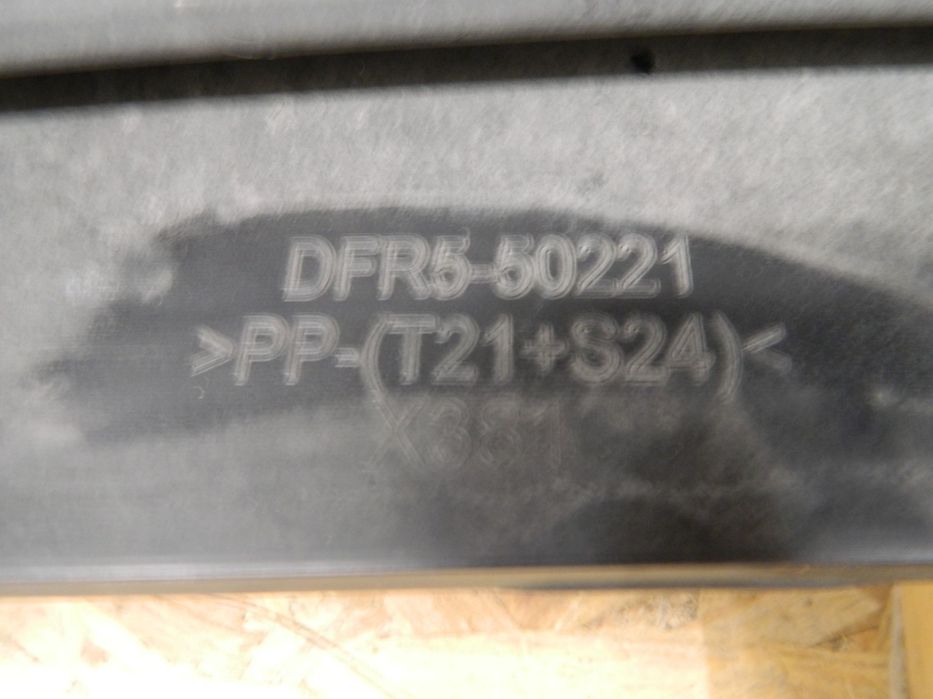 DFR5-50221
>PP-(T21+S24)<
X381